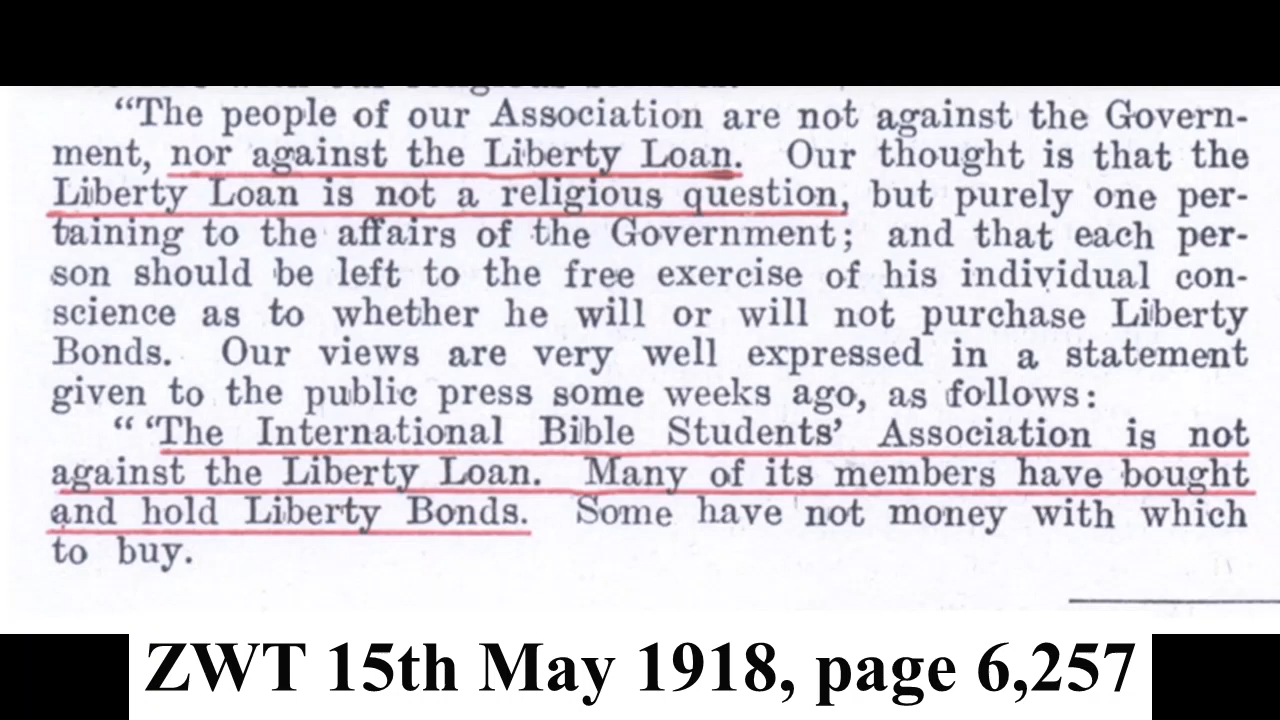 “The people of our Association are not against the Govern-
ment, nor against the Liberty Loan. Our thought is that the
Liberty Loan is not a religious question, but purely one per-
taining to the affairs of the Government; and that each per-
son should be left to the free exercise of his individual con-
science as to whether he will or will not purchase Liberty
Bonds. Our views are very well expressed in a statement
given to the public press some weeks ago, as follows:
“ ‘The International Bible Students’ Association is not
against the Liberty Loan. Many of its members have bought
and hold Liberty Bonds. Some have not money with which
to buy.
ZWT 15th May 1918, page 6,257